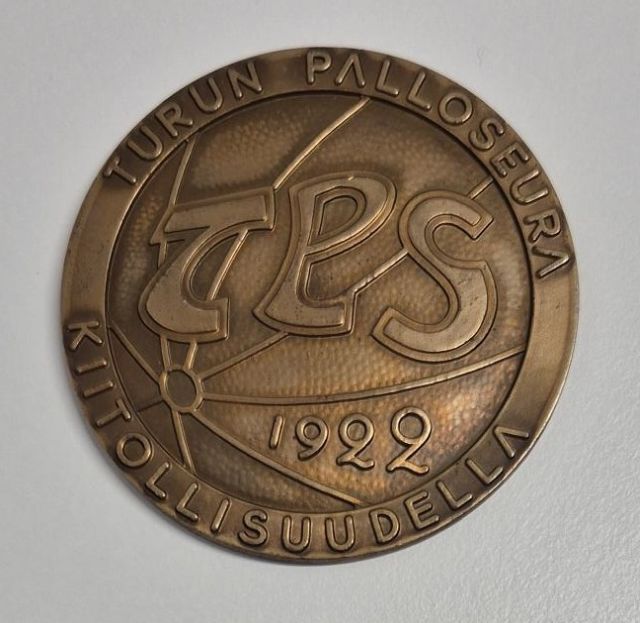 TURUN PALLOSEURA
TPS
1922
KIITOLLISUUDELLA